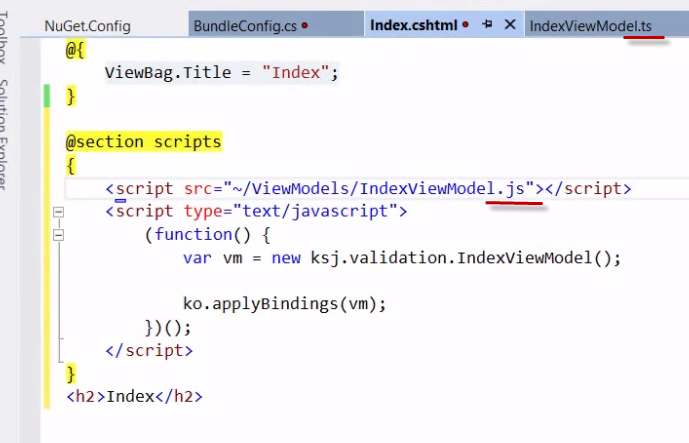 Toolbox
Solution Explorer
NuGet.Config
BundleConfig.cs
Index.cshtml
IndexViewModel.ts
@{
ViewBag.Title = "Index";
}
@section scripts
{
<script src="~/ViewModels/IndexViewModel.js"></script>
<script type="text/javascript">
(function() {
var vm = new ksj.validation.IndexViewModel();
ko.applyBindings(vm);
})();
</script>
}
<h2>Index</h2>